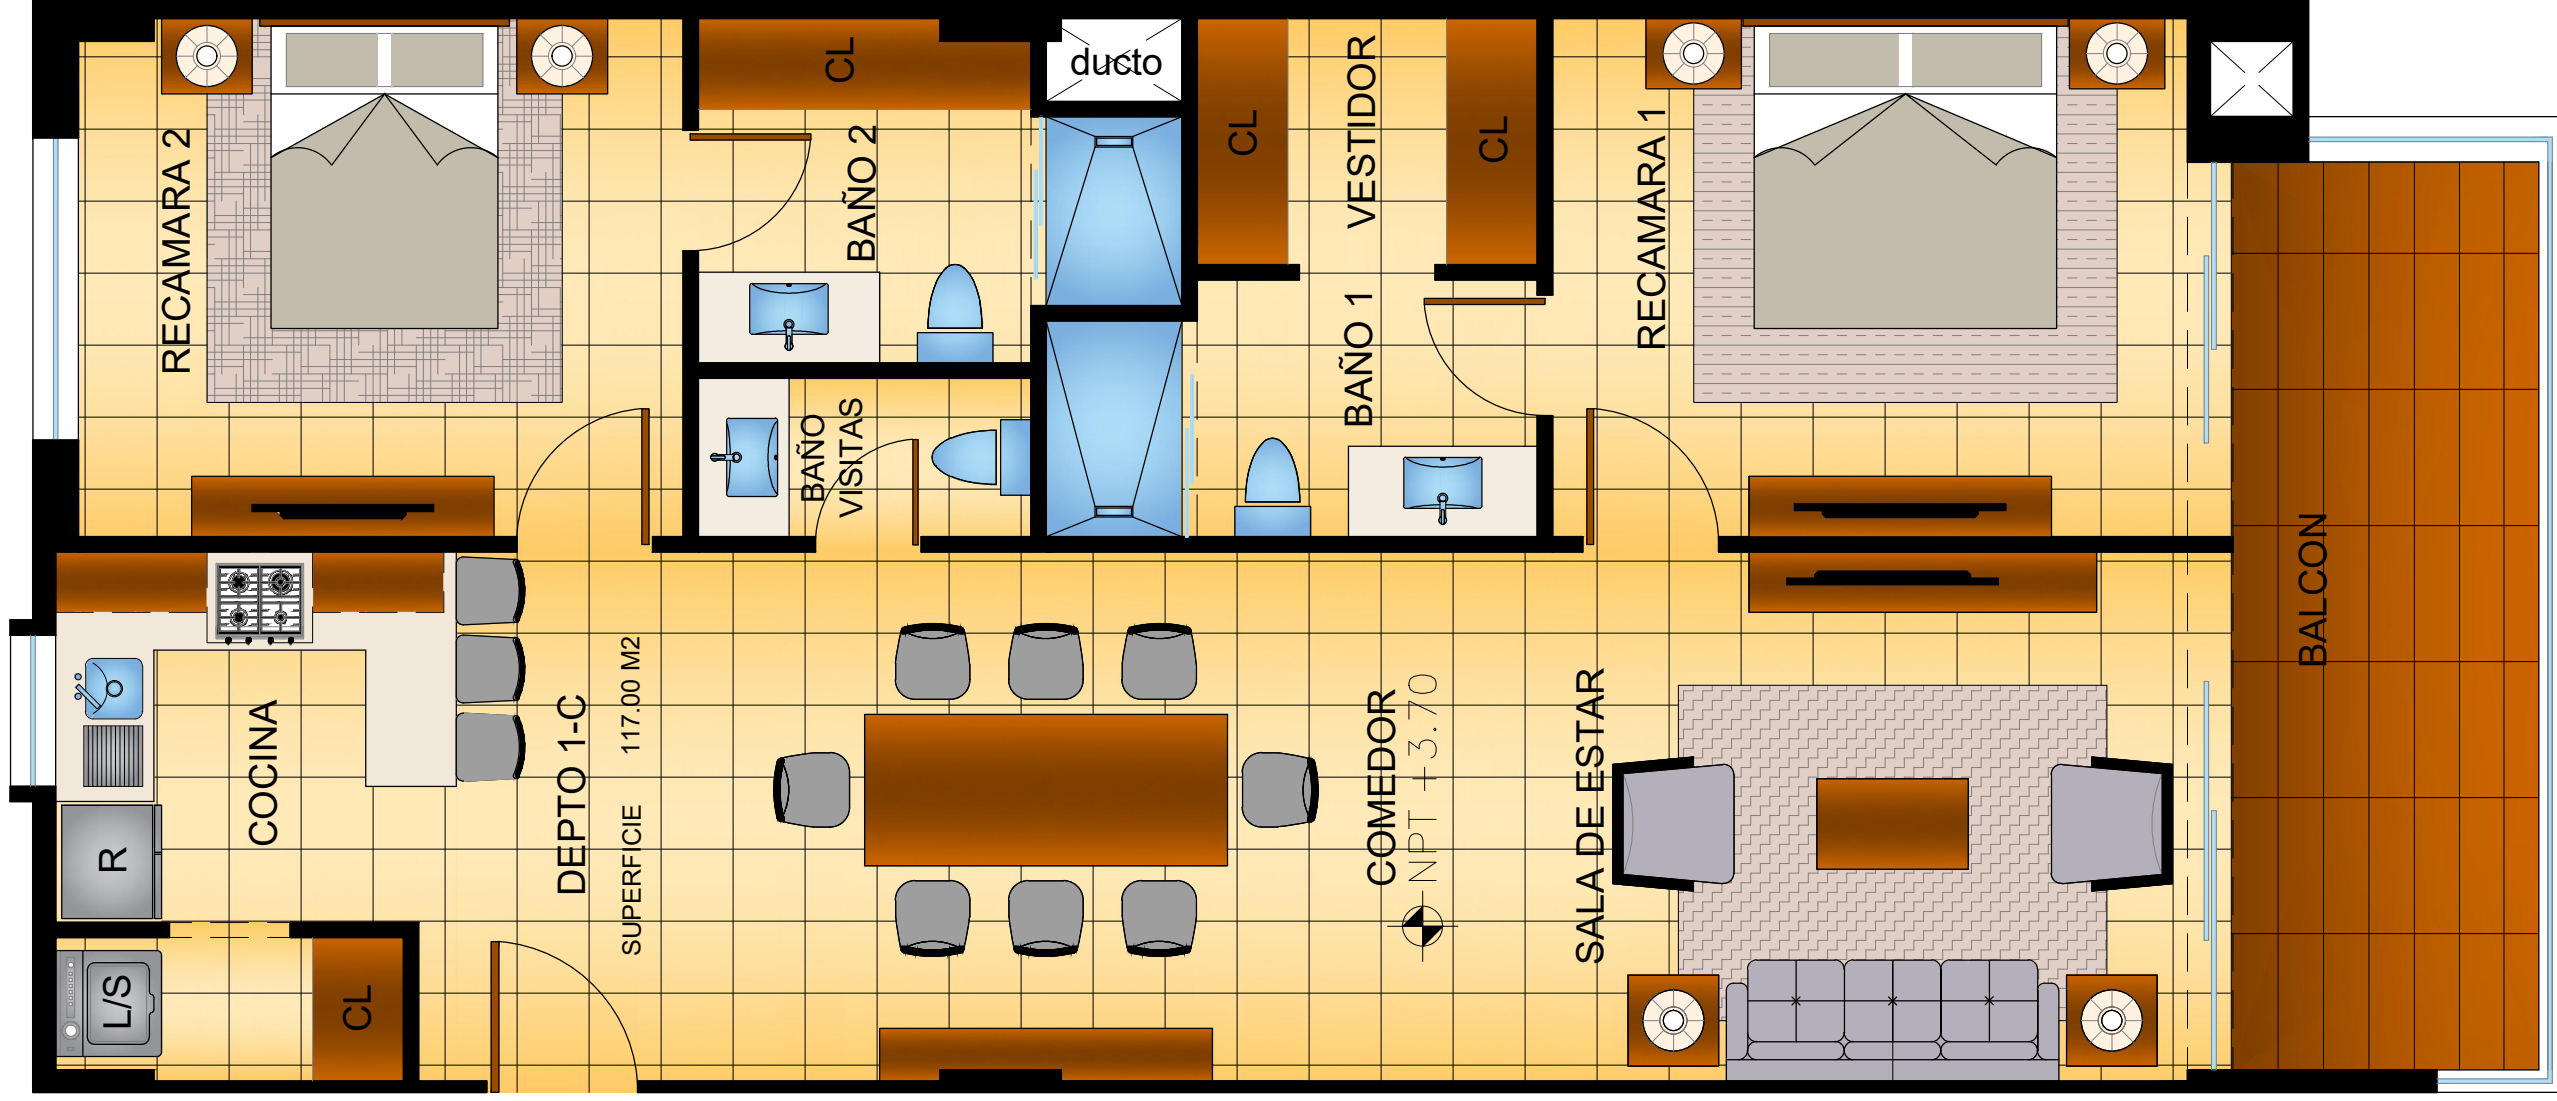 RECAMARA 2
CL
BAÑO 2
ducto
CL
VESTIDOR
CL
RECAMARA 1
BAÑO
VISITAS
BAÑO 1
BALCON
COCINA
R
L/S
CL
DEPTO 1-C
SUPERFICIE 117.00 M2
COMEDOR
NPT +3.70
SALA DE ESTAR